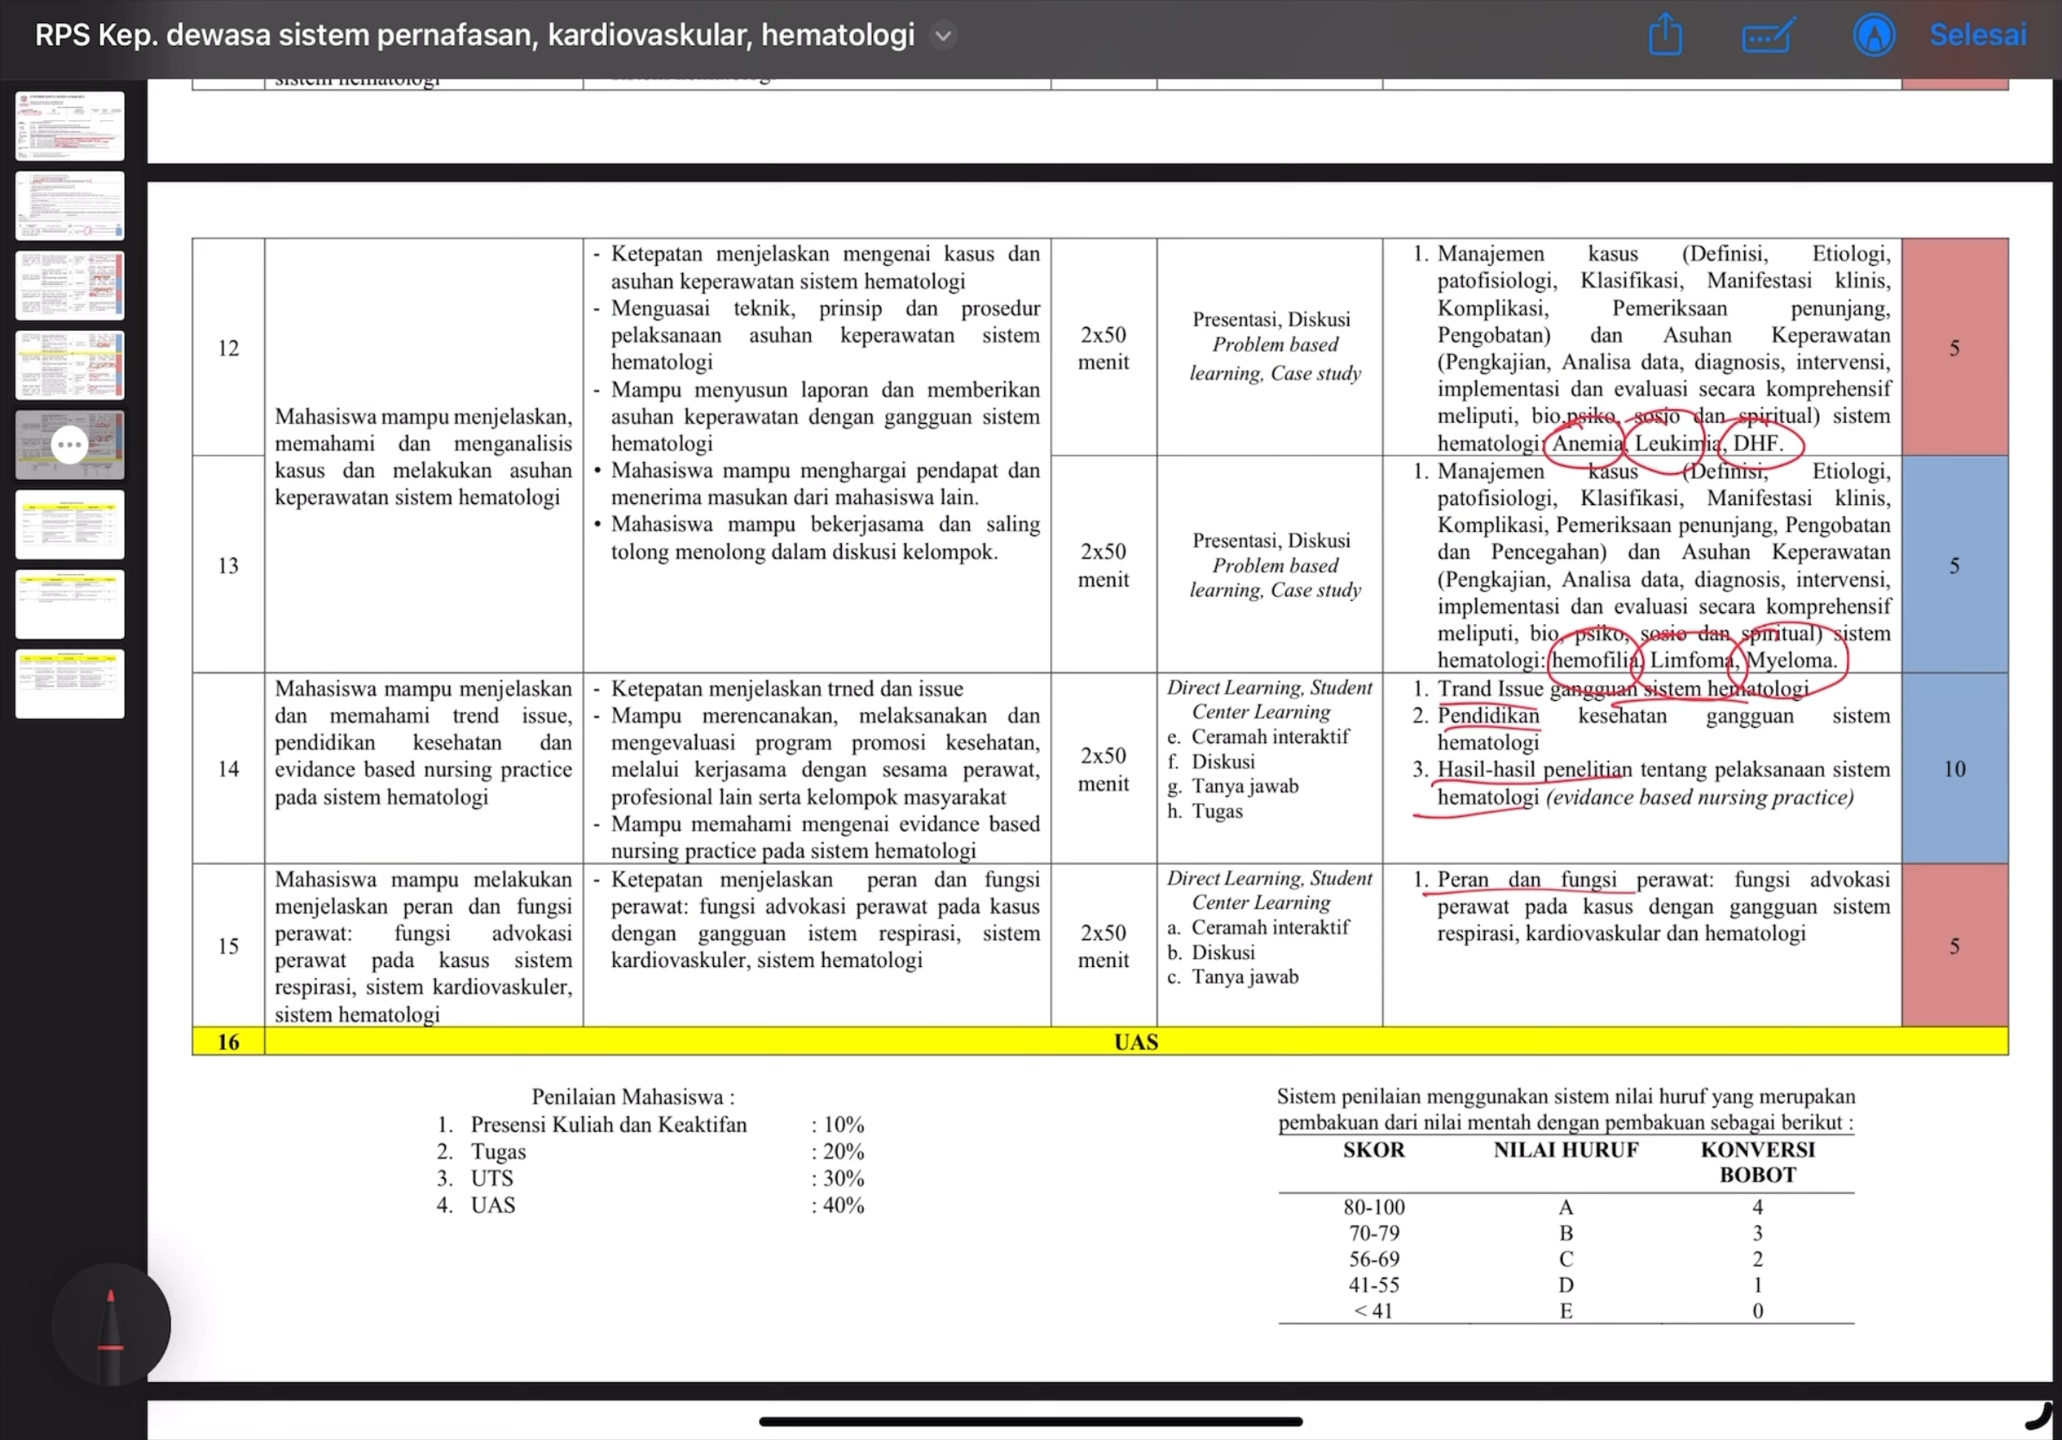 RPS Kep. dewasa sistem pernafasan, kardiovaskular, hematologi
Selesai
sistem hematologi
12
Mahasiswa mampu menjelaskan,
memahami dan menganalisis
kasus dan melakukan asuhan
keperawatan sistem hematologi
- Ketepatan menjelaskan mengenai kasus dan
asuhan keperawatan sistem hematologi
- Menguasai teknik, prinsip dan prosedur
pelaksanaan asuhan keperawatan sistem
hematologi
- Mampu menyusun laporan dan memberikan
asuhan keperawatan dengan gangguan sistem
hematologi
• Mahasiswa mampu menghargai pendapat dan
menerima masukan dari mahasiswa lain.
• Mahasiswa mampu bekerjasama dan saling
tolong menolong dalam diskusi kelompok.
2x50
menit
Presentasi, Diskusi
Problem based
learning, Case study
1. Manajemen kasus (Definisi, Etiologi,
patofisiologi, Klasifikasi, Manifestasi klinis,
Komplikasi, Pemeriksaan penunjang,
Pengobatan) dan Asuhan Keperawatan
(Pengkajian, Analisa data, diagnosis, intervensi,
implementasi dan evaluasi secara komprehensif
meliputi, bio,psiko, sosio dan spiritual) sistem
hematologi: Anemia, Leukimia, DHF.
5
13
2x50
menit
Presentasi, Diskusi
Problem based
learning, Case study
1. Manajemen kasus (Definisi, Etiologi,
patofisiologi, Klasifikasi, Manifestasi klinis,
Komplikasi, Pemeriksaan penunjang, Pengobatan
dan Pencegahan) dan Asuhan Keperawatan
(Pengkajian, Analisa data, diagnosis, intervensi,
implementasi dan evaluasi secara komprehensif
meliputi, bio, psiko, sosio dan spiritual) sistem
hematologi: hemofilia, Limfoma, Myeloma.
5
14
Mahasiswa mampu menjelaskan
dan memahami trend issue,
pendidikan kesehatan dan
evidance based nursing practice
pada sistem hematologi
- Ketepatan menjelaskan trned dan issue
- Mampu merencanakan, melaksanakan dan
mengevaluasi program promosi kesehatan,
melalui kerjasama dengan sesama perawat,
profesional lain serta kelompok masyarakat
- Mampu memahami mengenai evidance based
nursing practice pada sistem hematologi
2x50
menit
Direct Learning, Student
Center Learning
e. Ceramah interaktif
f. Diskusi
g. Tanya jawab
h. Tugas
1. Trand Issue gangguan sistem hematologi
2. Pendidikan kesehatan gangguan sistem
hematologi
3. Hasil-hasil penelitian tentang pelaksanaan sistem
hematologi (evidance based nursing practice)
10
15
Mahasiswa mampu melakukan
menjelaskan peran dan fungsi
perawat: fungsi advokasi
perawat pada kasus sistem
respirasi, sistem kardiovaskuler,
sistem hematologi
- Ketepatan menjelaskan peran dan fungsi
perawat: fungsi advokasi perawat pada kasus
dengan gangguan istem respirasi, sistem
kardiovaskuler, sistem hematologi
2x50
menit
Direct Learning, Student
Center Learning
a. Ceramah interaktif
b. Diskusi
c. Tanya jawab
1. Peran dan fungsi perawat: fungsi advokasi
perawat pada kasus dengan gangguan sistem
respirasi, kardiovaskular dan hematologi
5
16 UAS
Penilaian Mahasiswa :
1. Presensi Kuliah dan Keaktifan : 10%
2. Tugas : 20%
3. UTS : 30%
4. UAS : 40%
Sistem penilaian menggunakan sistem nilai huruf yang merupakan
pembakuan dari nilai mentah dengan pembakuan sebagai berikut :
SKOR NILAI HURUF KONVERSI
BOBOT
80-100 A 4
70-79 B 3
56-69 C 2
41-55 D 1
< 41 E 0